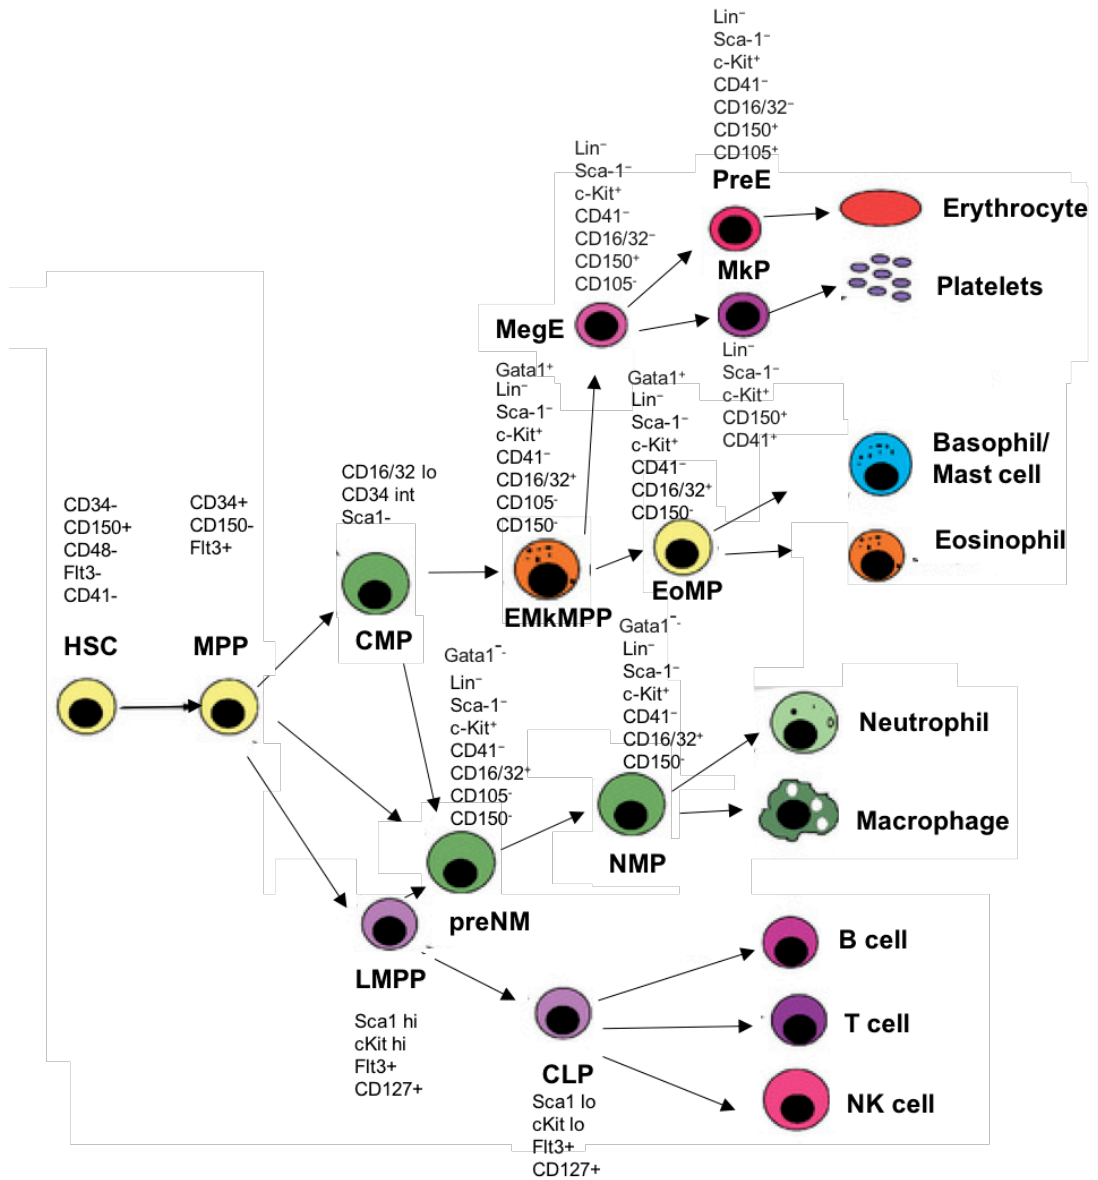 Lin⁻
Sca-1⁻
c-Kit⁺
CD41⁻
CD16/32⁻
CD150⁺
CD105⁺
PreE
Erythrocyte
Lin⁻
Sca-1⁻
c-Kit⁺
CD41⁻
CD16/32⁻
CD150⁺
CD105⁻
MegE
MkP
Platelets
Lin⁻
Sca-1⁻
c-Kit⁺
CD150⁺
CD41⁺
Gata1⁺
Lin⁻
Sca-1⁻
c-Kit⁺
CD41⁻
CD16/32⁺
CD105⁻
CD150⁻
EMkMPP
Gata1⁺
Lin⁻
Sca-1⁻
c-Kit⁺
CD41⁻
CD16/32⁺
CD150⁻
EoMP
Basophil/
Mast cell
Eosinophil
CD16/32 lo
CD34 int
Sca1-
CMP
CD34-
CD150+
CD48-
Flt3-
CD41-
HSC
CD34+
CD150-
Flt3+
MPP
Gata1⁻
Lin⁻
Sca-1⁻
c-Kit⁺
CD41⁻
CD16/32⁺
CD105⁻
CD150⁻
preNM
Gata1⁻
Lin⁻
Sca-1⁻
c-Kit⁺
CD41⁻
CD16/32⁺
CD150⁻
NMP
Neutrophil
Macrophage
LMPP
Sca1 hi
cKit hi
Flt3+
CD127+
CLP
Sca1 lo
cKit lo
Flt3+
CD127+
B cell
T cell
NK cell